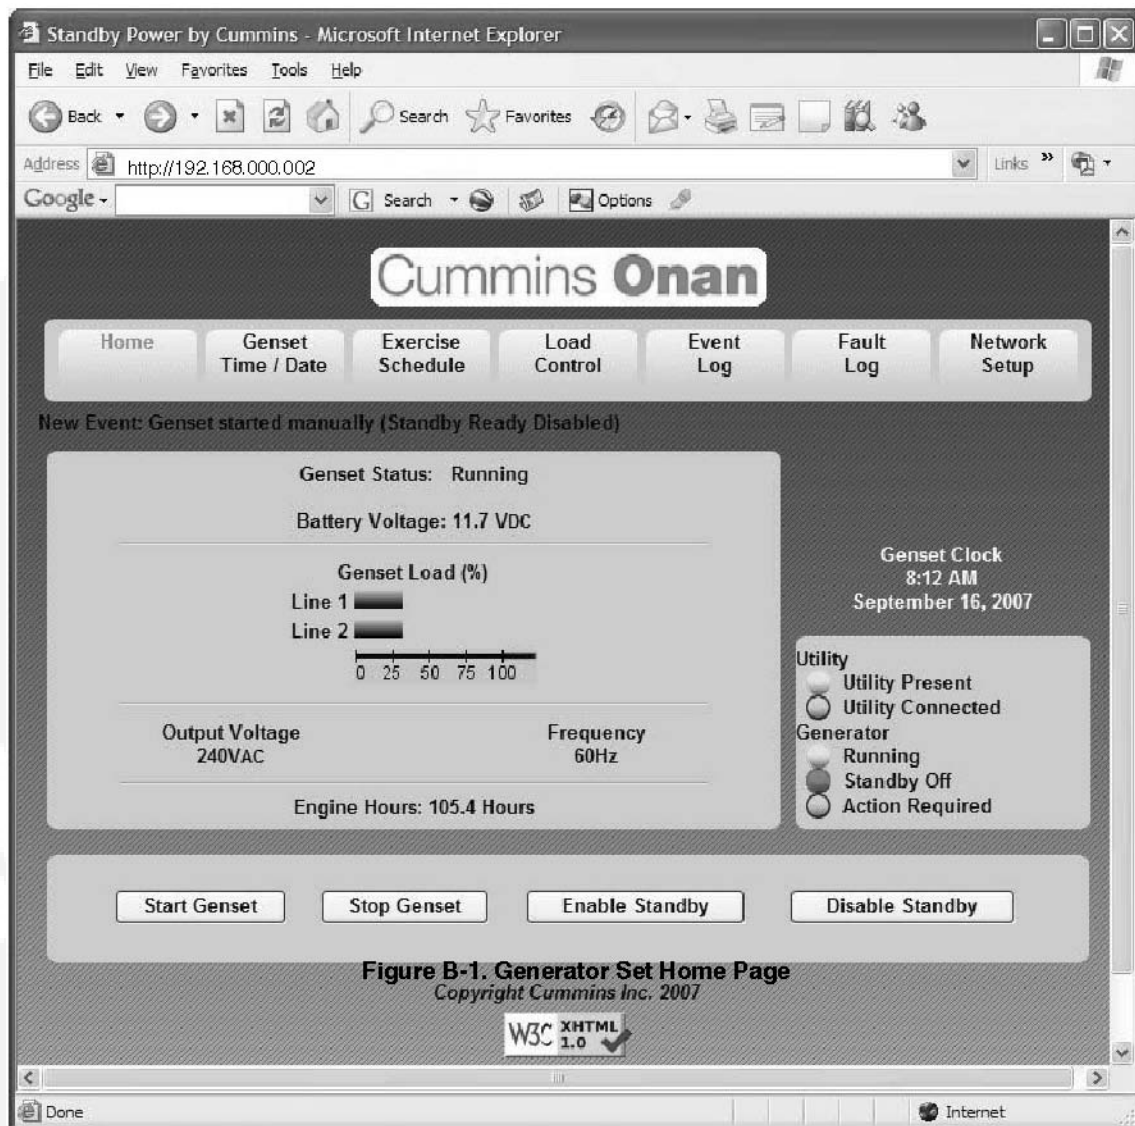 Standby Power by Cummins - Microsoft Internet Explorer
File Edit View Favorites Tools Help
Back Search Favorites
Address http://192.168.000.002 Links »
Google G Search Options
Cummins Onan
Home Genset Time / Date Exercise Schedule Load Control Event Log Fault Log Network Setup
New Event: Genset started manually (Standby Ready Disabled)
Genset Status: Running
Battery Voltage: 11.7 VDC
Genset Load (%)
Line 1
Line 2
0 25 50 75 100
Output Voltage
240VAC
Frequency
60Hz
Engine Hours: 105.4 Hours
Genset Clock
8:12 AM
September 16, 2007
Utility
Utility Present
Utility Connected
Generator
Running
Standby Off
Action Required
Start Genset Stop Genset Enable Standby Disable Standby
Figure B-1. Generator Set Home Page
Copyright Cummins Inc. 2007
W3C XHTML 1.0
Done Internet